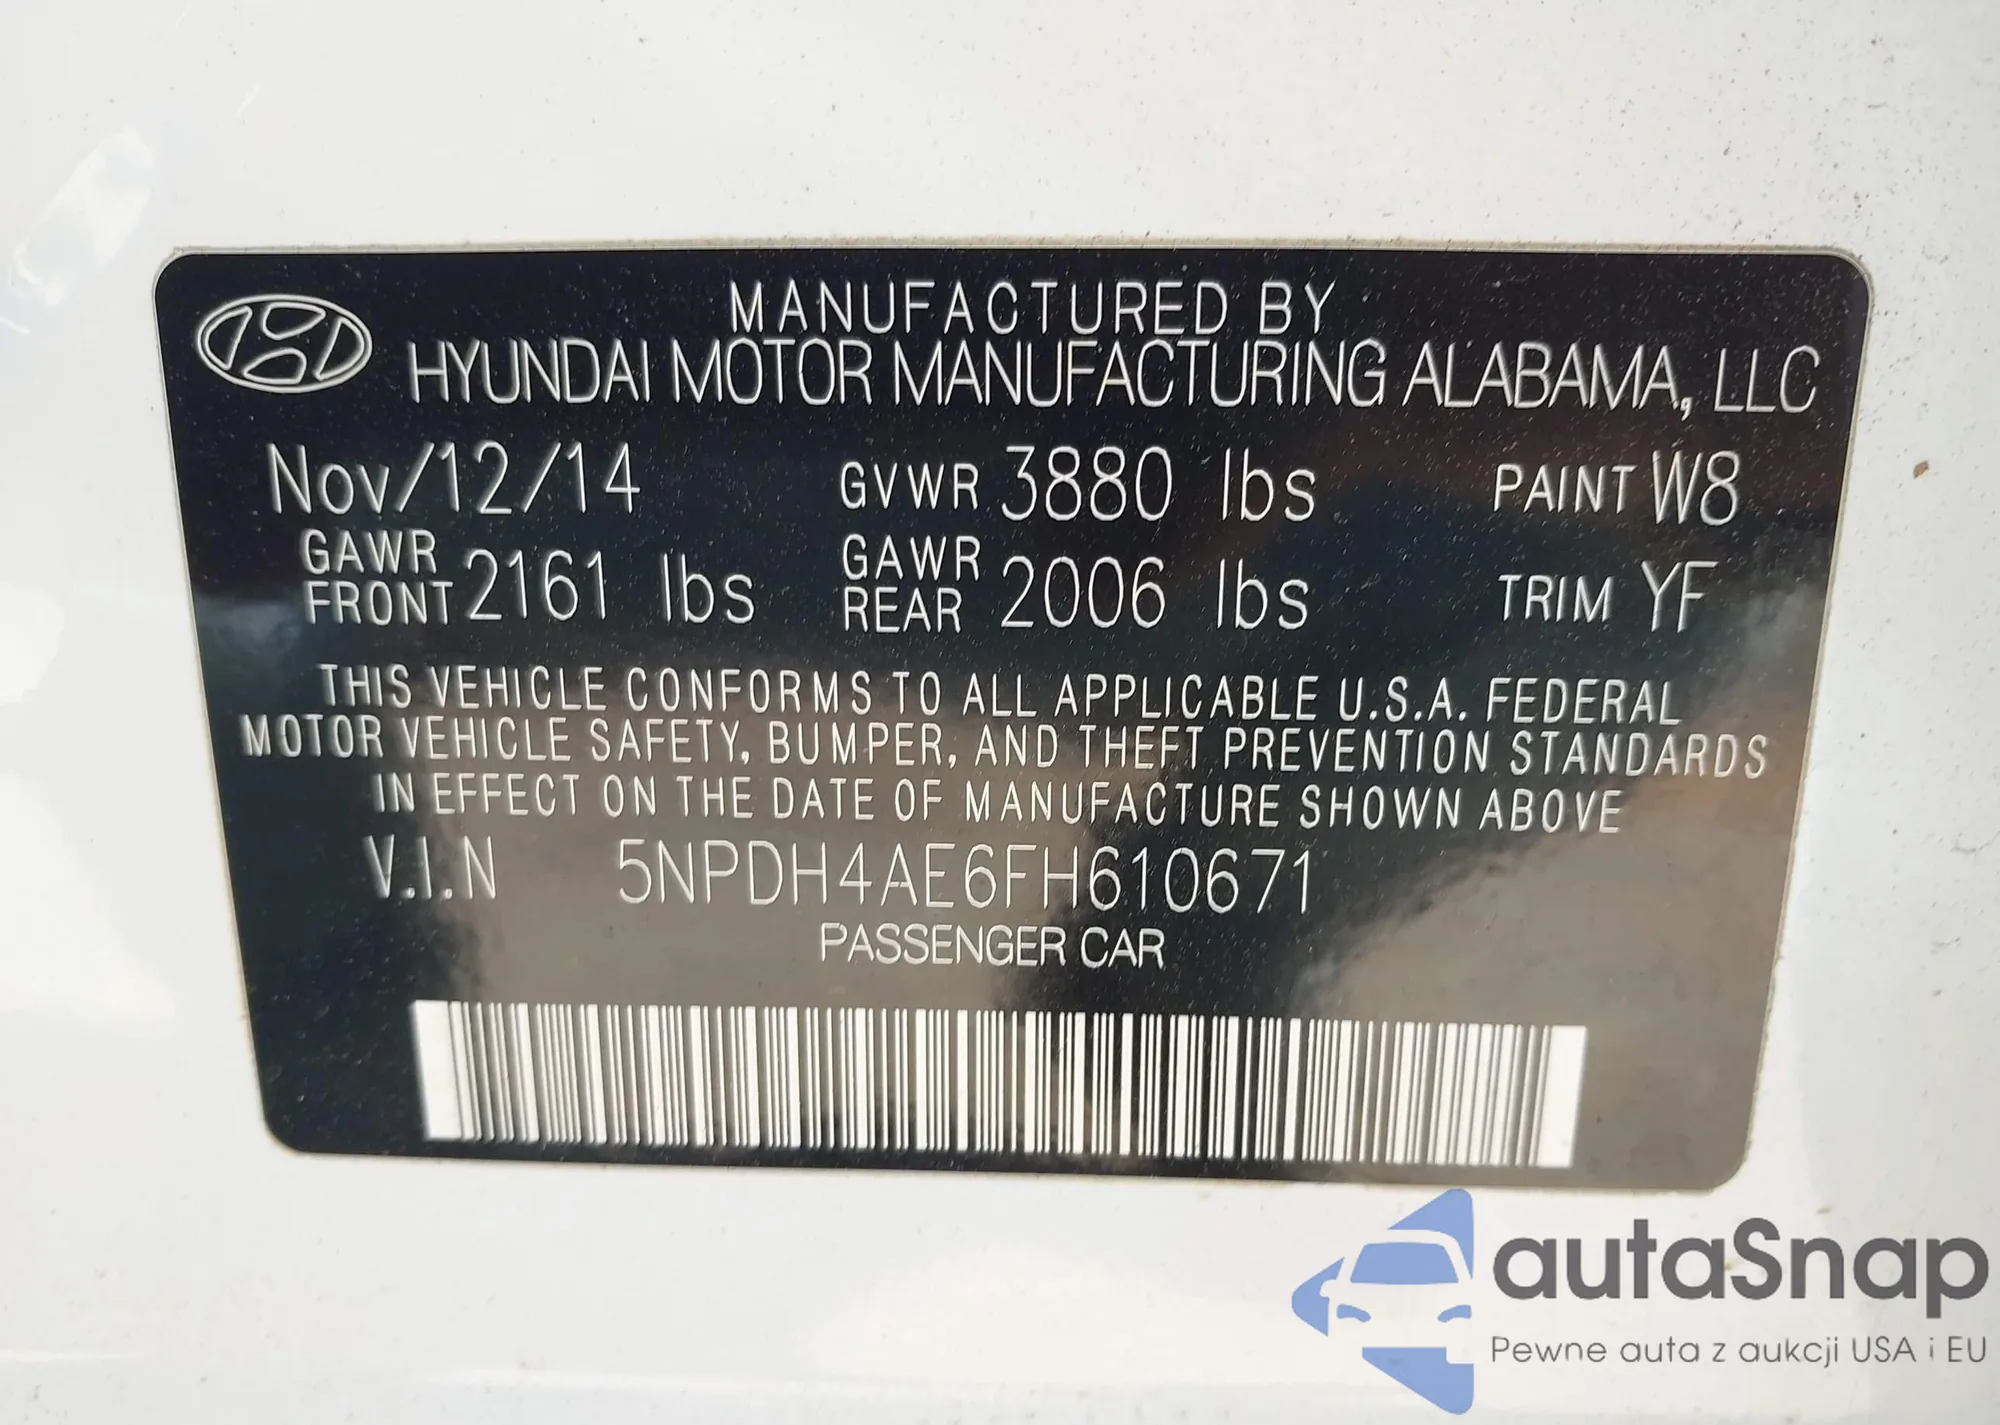 MANUFACTURED BY
HYUNDAI MOTOR MANUFACTURING ALABAMA, LLC
Nov/12/14 GVWR 3880 lbs PAINT W8
GAWR FRONT 2161 lbs GAWR REAR 2006 lbs TRIM YF
THIS VEHICLE CONFORMS TO ALL APPLICABLE U.S.A. FEDERAL
MOTOR VEHICLE SAFETY, BUMPER, AND THEFT PREVENTION STANDARDS
IN EFFECT ON THE DATE OF MANUFACTURE SHOWN ABOVE
V.I.N 5NPDH4AE6FH610671
PASSENGER CAR
autaSnap
Pewne auta z aukcji USA i EU